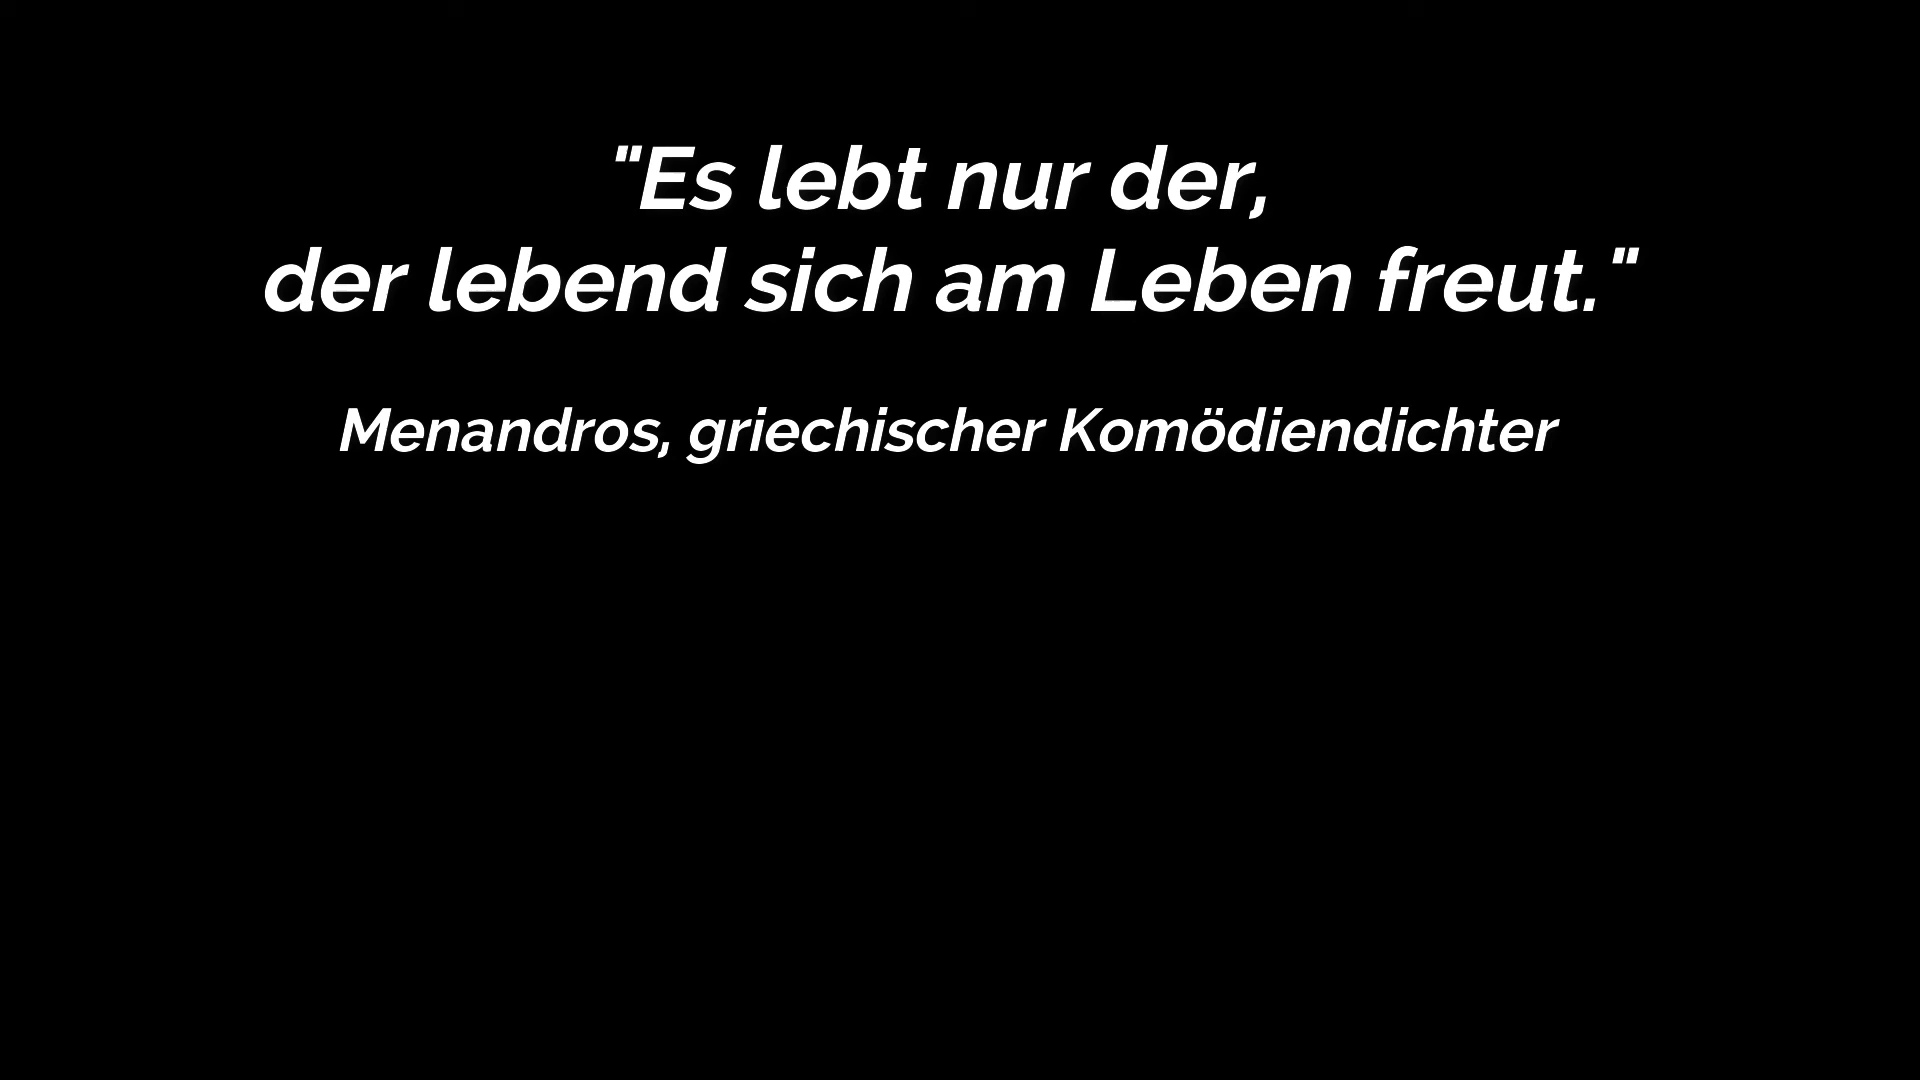 "Es lebt nur der,
der lebend sich am Leben freut."
Menandros, griechischer Komödiendichter